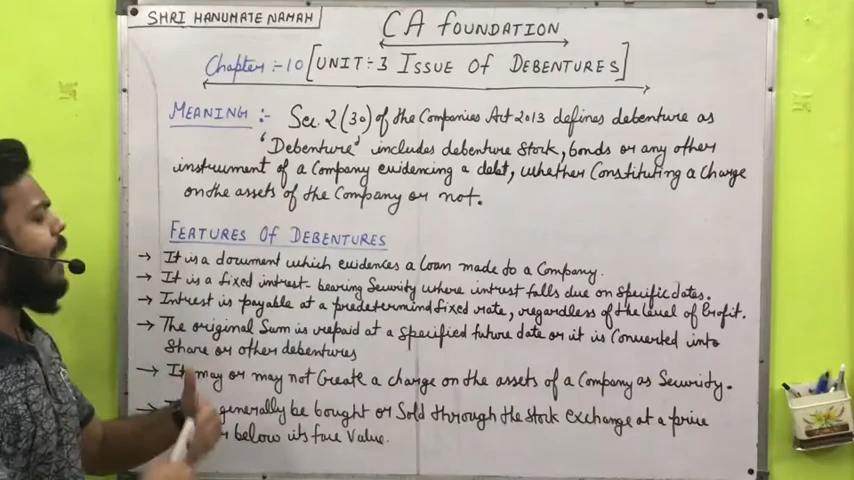 SHRI HANUMATE NAMAH
CA FOUNDATION
Chapter :- 10 [UNIT :- 3 ISSUE OF DEBENTURES]
MEANING :- Sec. 2 (30) of the Companies Act 2013 defines debenture as
'Debenture' includes debenture stock, bonds or any other
instrument of a Company evidencing a debt, whether Constituting a Charge
on the assets of the Company or not.
FEATURES OF DEBENTURES
→ It is a document which evidences a loan made to a Company.
→ It is a fixed intrest-bearing Security where intrest falls due on specific dates.
→ Intrest is payable at a predetermind fixed rate, regardless of the level of Profit.
→ The original Sum is repaid at a specified future date or it is Converted into
Share or other debentures
→ It may or may not Create a charge on the assets of a Company as Security.
→ generally be bought or Sold through the stock exchange at a price
below its face Value.